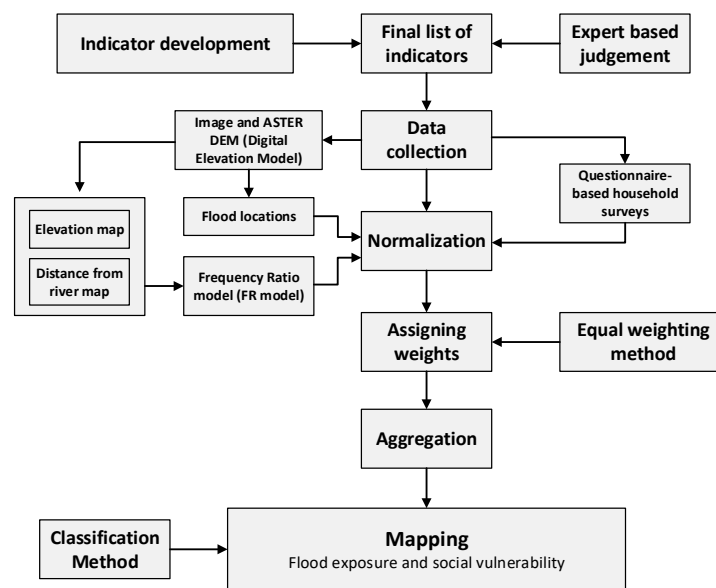 Indicator development
Final list of
indicators
Expert based
judgement
Image and ASTER
DEM (Digital
Elevation Model)
Data
collection
Questionnaire-
based household
surveys
Elevation map
Distance from
river map
Flood locations
Normalization
Frequency Ratio
model (FR model)
Assigning
weights
Equal weighting
method
Aggregation
Classification
Method
Mapping
Flood exposure and social vulnerability